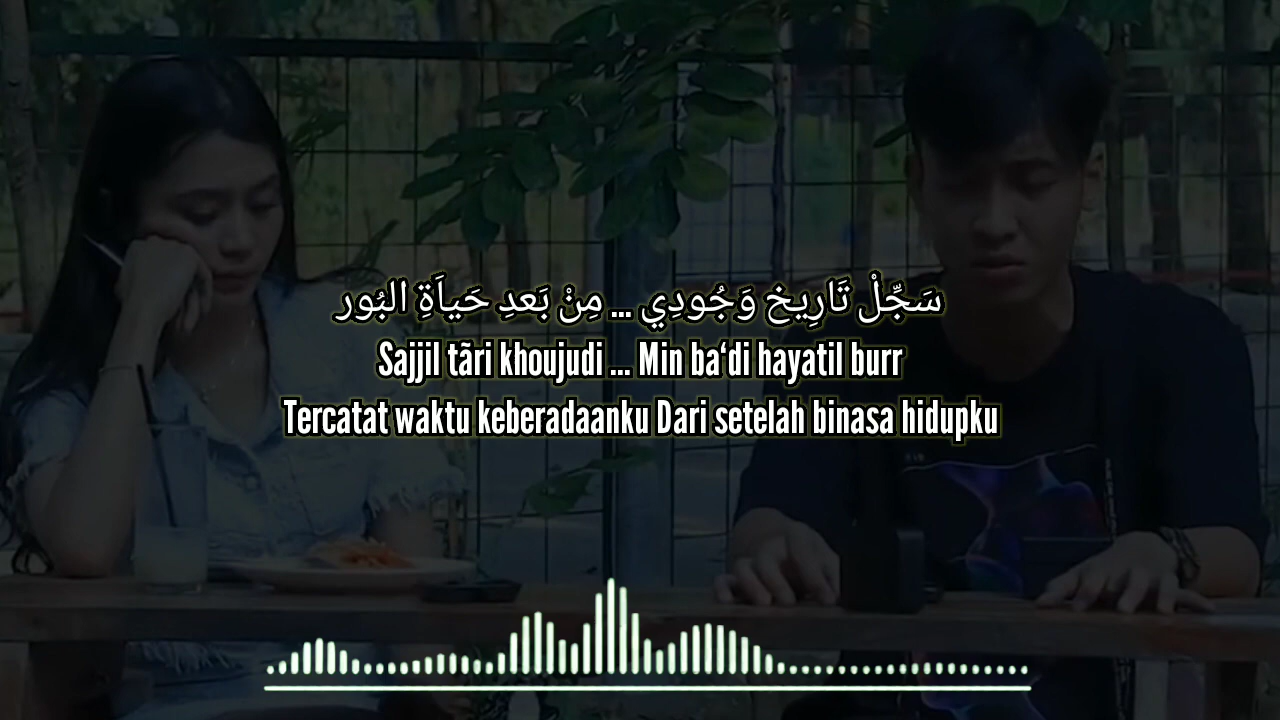 سَجِّلْ تَارِيخ وَجُودِي ... مِنْ بَعدِ حَياَةِ البُور
Sajjil tãri khoujudi ... Min ba‘di hayatil burr
Tercatat waktu keberadaanku Dari setelah binasa hidupku